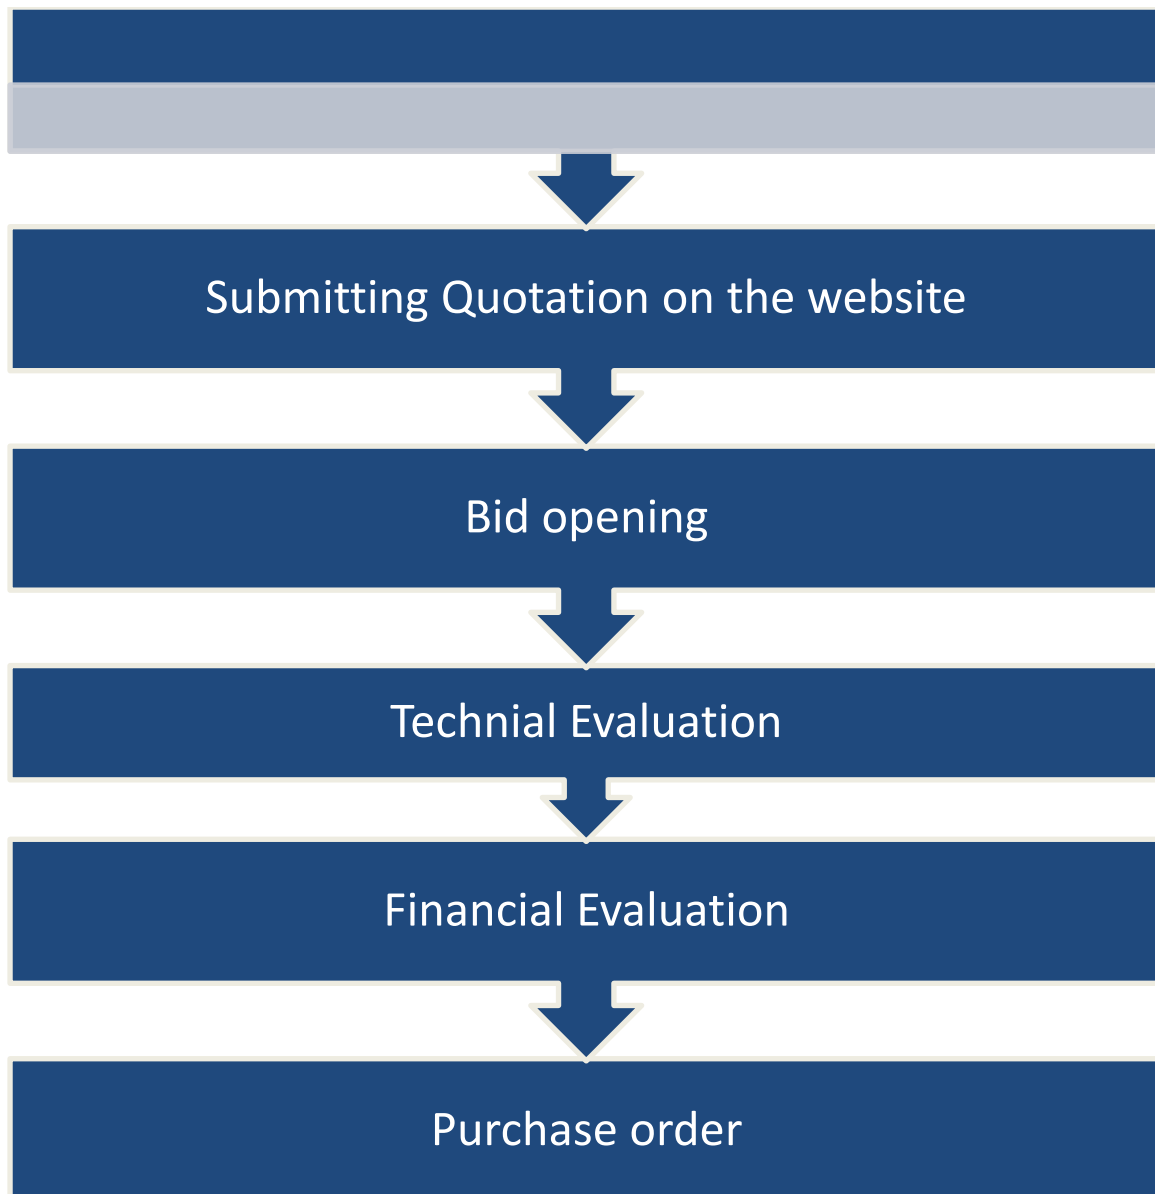 Submitting Quotation on the website
Bid opening
Technial Evaluation
Financial Evaluation
Purchase order